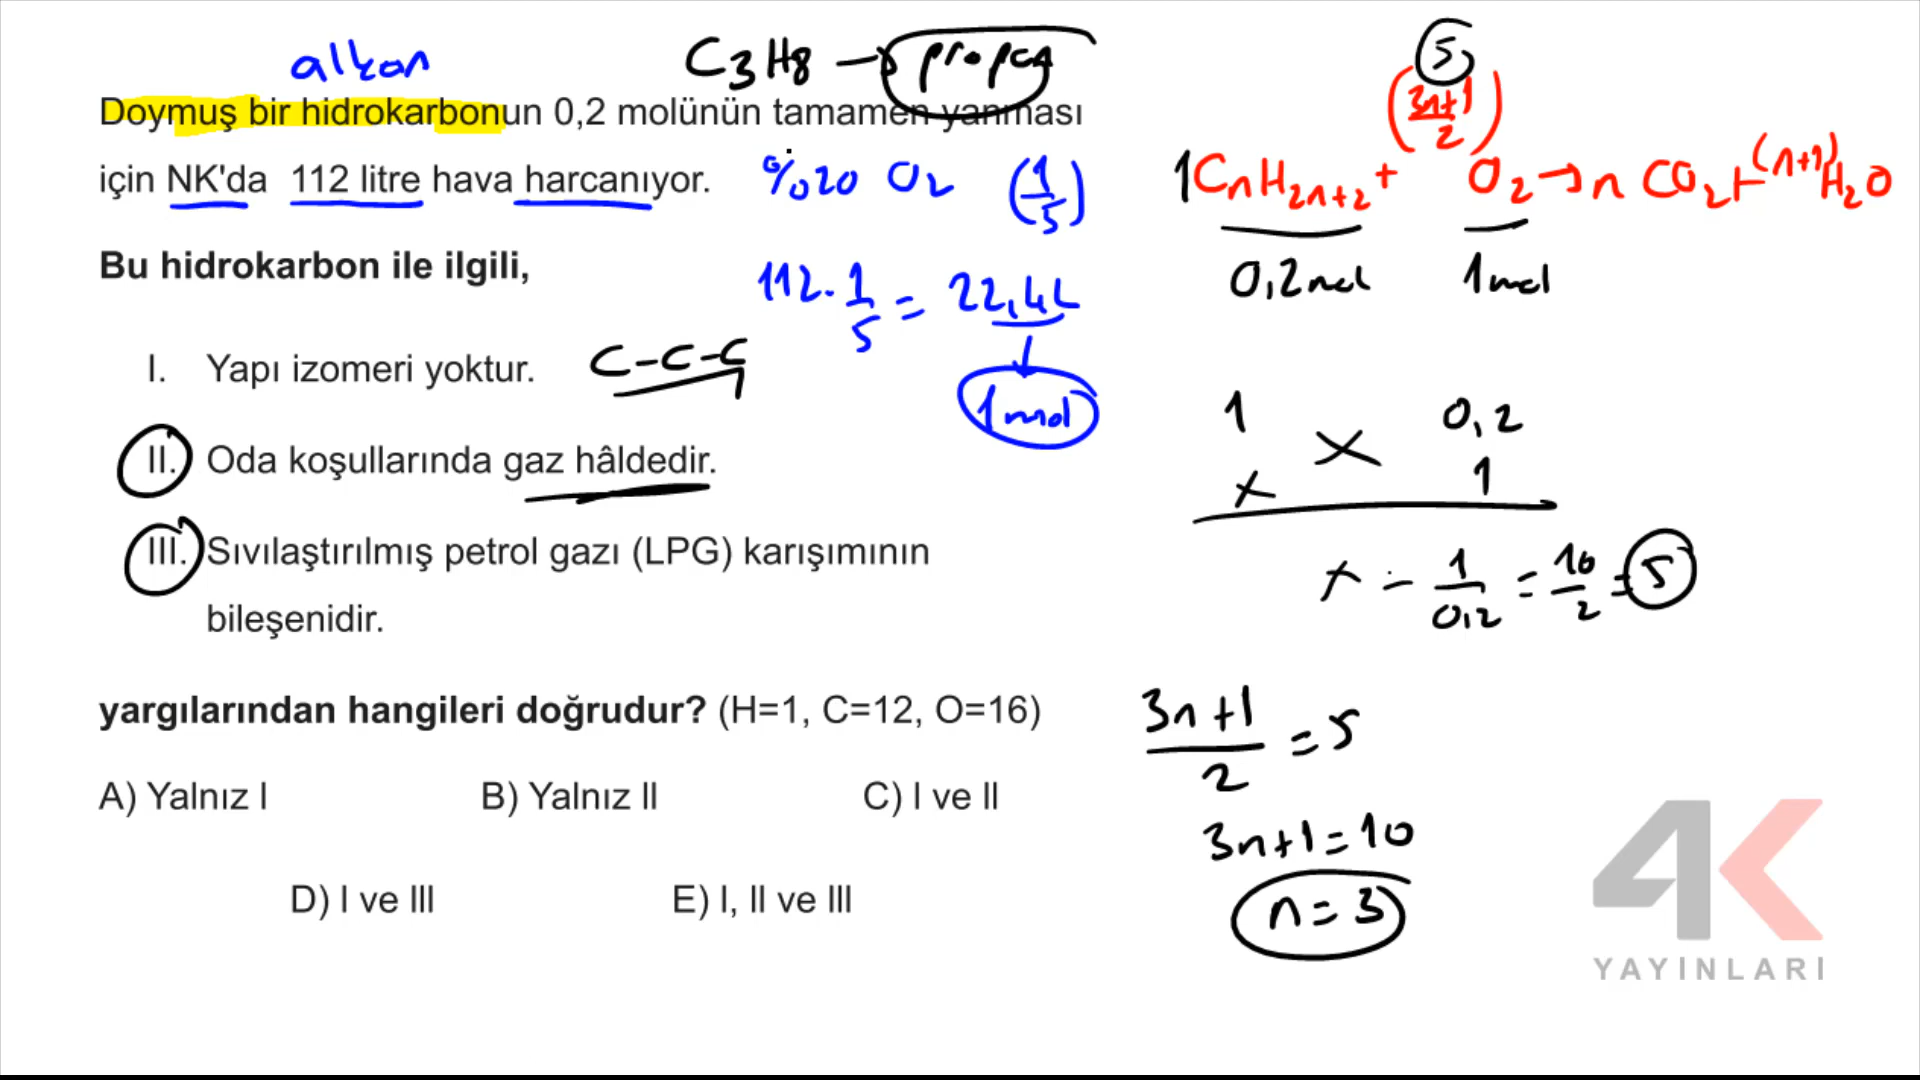 alkan
C3H8 → propan
Doymuş bir hidrokarbonun 0,2 molünün tamamen yanması
için NK'da 112 litre hava harcanıyor.
%20 O2 (1/5)
Bu hidrokarbon ile ilgili,
112 · 1/5 = 22,4L
1 mol
I. Yapı izomeri yoktur.
C-C-C
II. Oda koşullarında gaz hâldedir.
III. Sıvılaştırılmış petrol gazı (LPG) karışımının
bileşenidir.
yargılarından hangileri doğrudur? (H=1, C=12, O=16)
A) Yalnız I B) Yalnız II C) I ve II
D) I ve III E) I, II ve III
5
(3n+1/2)
1CnH2n+2 + O2 → nCO2 + (n+1)H2O
0,2 mol 1 mol
1 × 0,2
x 1
x = 1/0,2 = 10/2 = 5
3n+1/2 = 5
3n+1=10
n=3
4K
YAYINLARI